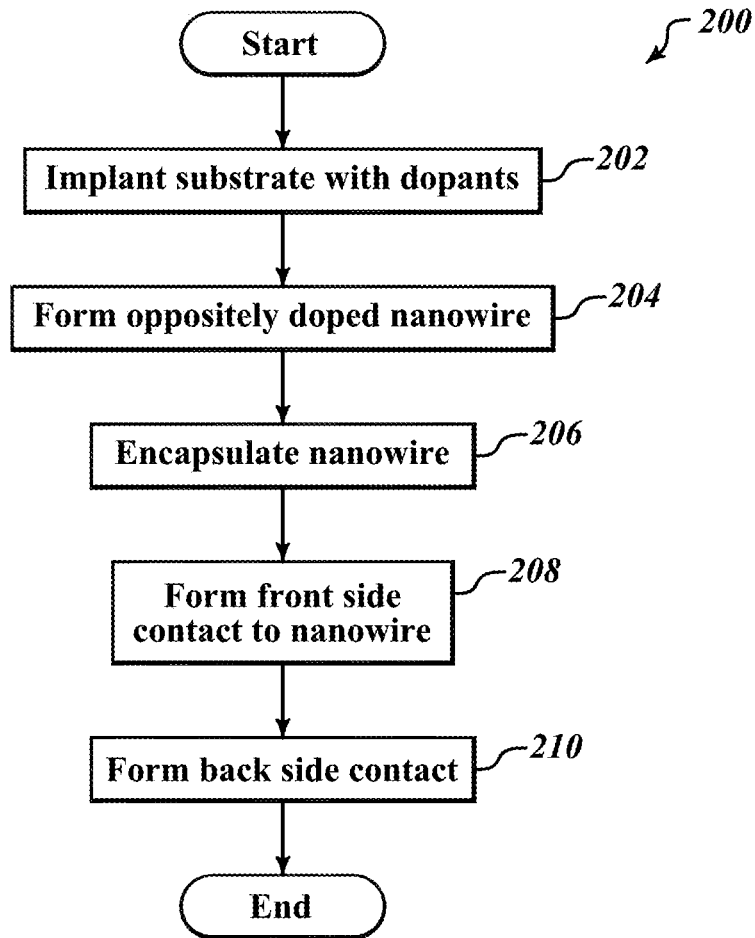 Start
200
Implant substrate with dopants
202
Form oppositely doped nanowire
204
Encapsulate nanowire
206
Form front side
contact to nanowire
208
Form back side contact
210
End